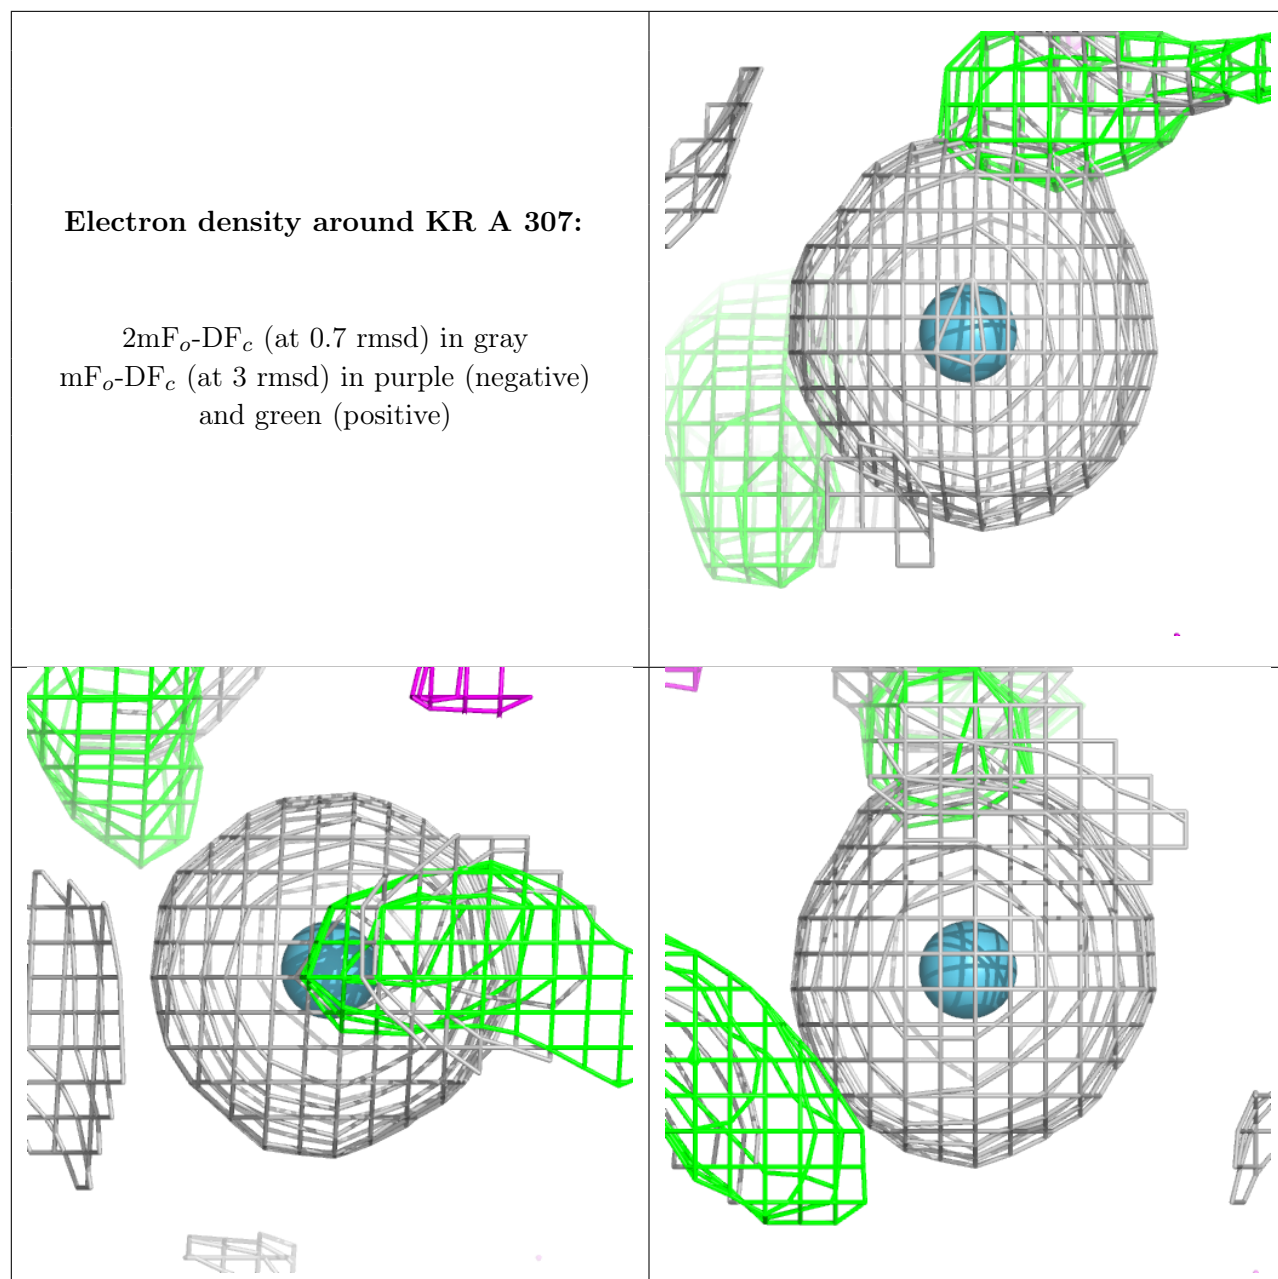 Electron density around KR A 307:
2mFo-DFc (at 0.7 rmsd) in gray
mFo-DFc (at 3 rmsd) in purple (negative)
and green (positive)